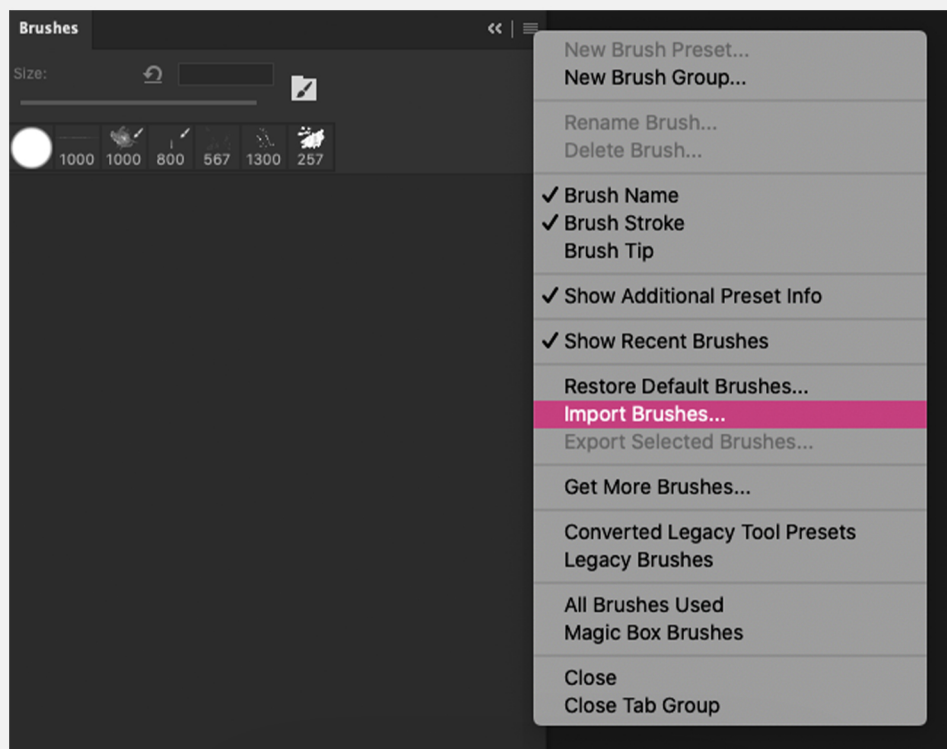 Brushes
Size:
1000 1000 800 567 1300 257
New Brush Preset...
New Brush Group...
Rename Brush...
Delete Brush...
Brush Name
Brush Stroke
Brush Tip
Show Additional Preset Info
Show Recent Brushes
Restore Default Brushes...
Import Brushes...
Export Selected Brushes...
Get More Brushes...
Converted Legacy Tool Presets
Legacy Brushes
All Brushes Used
Magic Box Brushes
Close
Close Tab Group